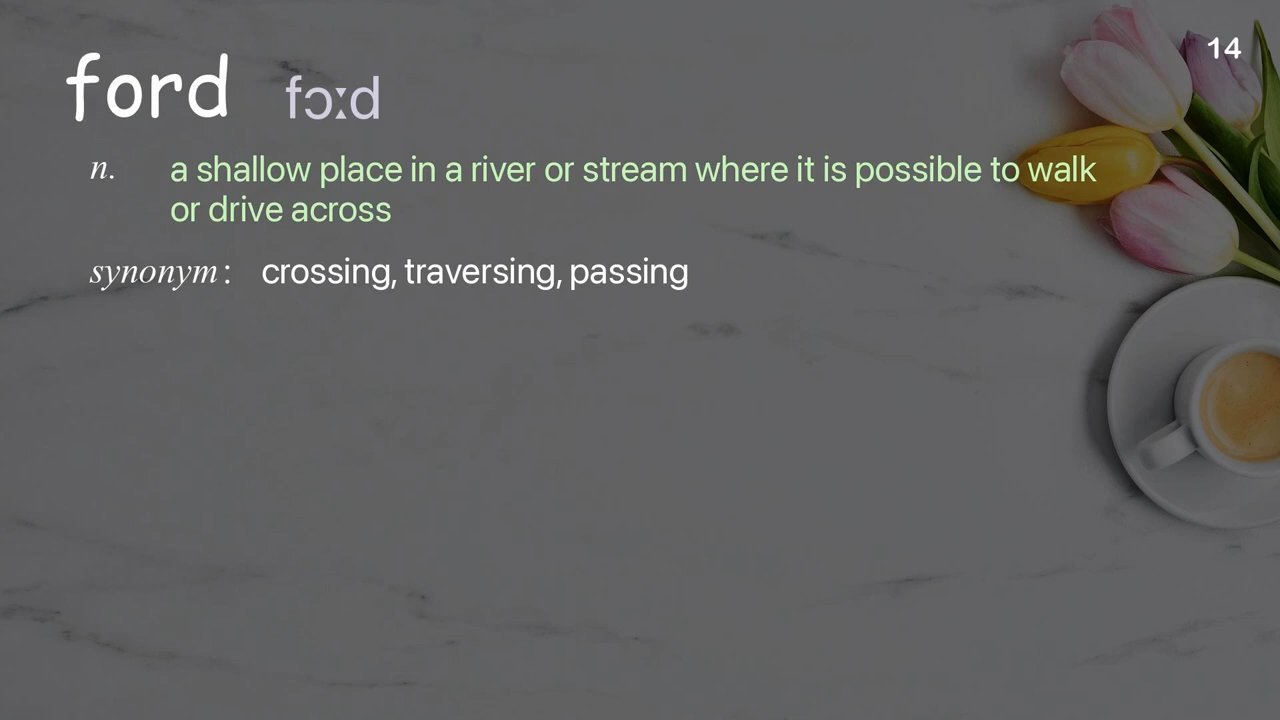 14
ford fɔːd
n. a shallow place in a river or stream where it is possible to walk
or drive across
synonym : crossing, traversing, passing